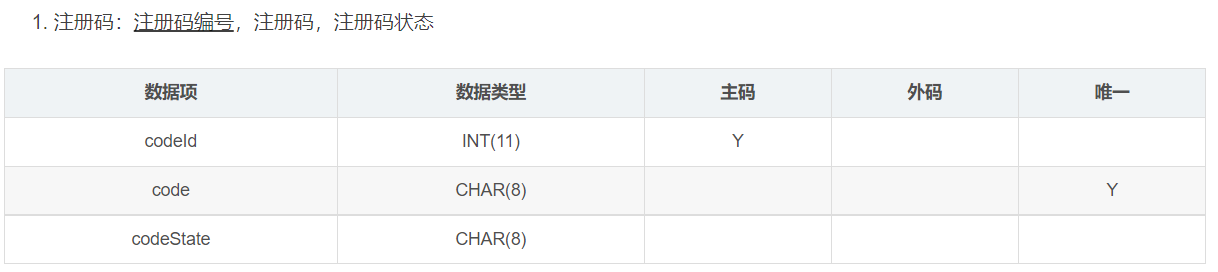 1. 注册码：注册码编号，注册码，注册码状态
数据项 数据类型 主码 外码 唯一
codeId INT(11) Y
code CHAR(8) Y
codeState CHAR(8)